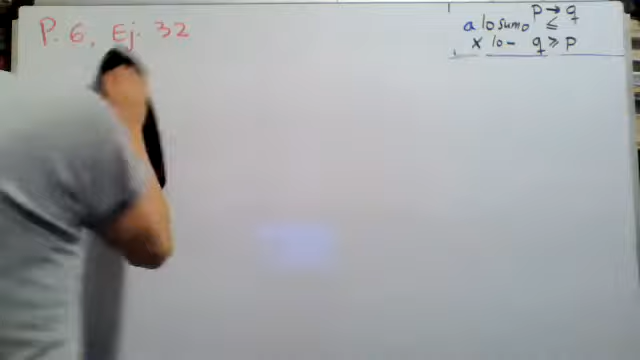 P. 6, Ej. 32
p → q
a lo sumo ≤
x lo - q ≥ p